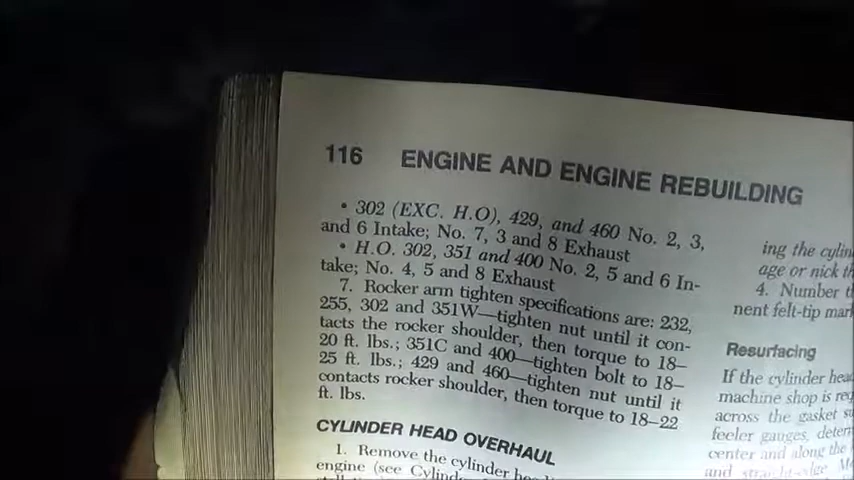 116 ENGINE AND ENGINE REBUILDING
• 302 (EXC. H.O), 429, and 460 No. 2, 3,
and 6 Intake; No. 7, 3 and 8 Exhaust
• H.O. 302, 351 and 400 No. 2, 5 and 6 In-
take; No. 4, 5 and 8 Exhaust
7. Rocker arm tighten specifications are: 232,
255, 302 and 351W—tighten nut until it con-
tacts the rocker shoulder, then torque to 18–
20 ft. lbs.; 351C and 400—tighten bolt to 18–
25 ft. lbs.; 429 and 460—tighten nut until it
contacts rocker shoulder, then torque to 18–22
ft. lbs.
CYLINDER HEAD OVERHAUL
1. Remove the cylinder
engine (see
ing the
age or nick
4. Number
nent felt-tip
Resurfacing
If the cylinder
machine shop is
across the gasket
feeler gauges,
center and along the
and straight-edge